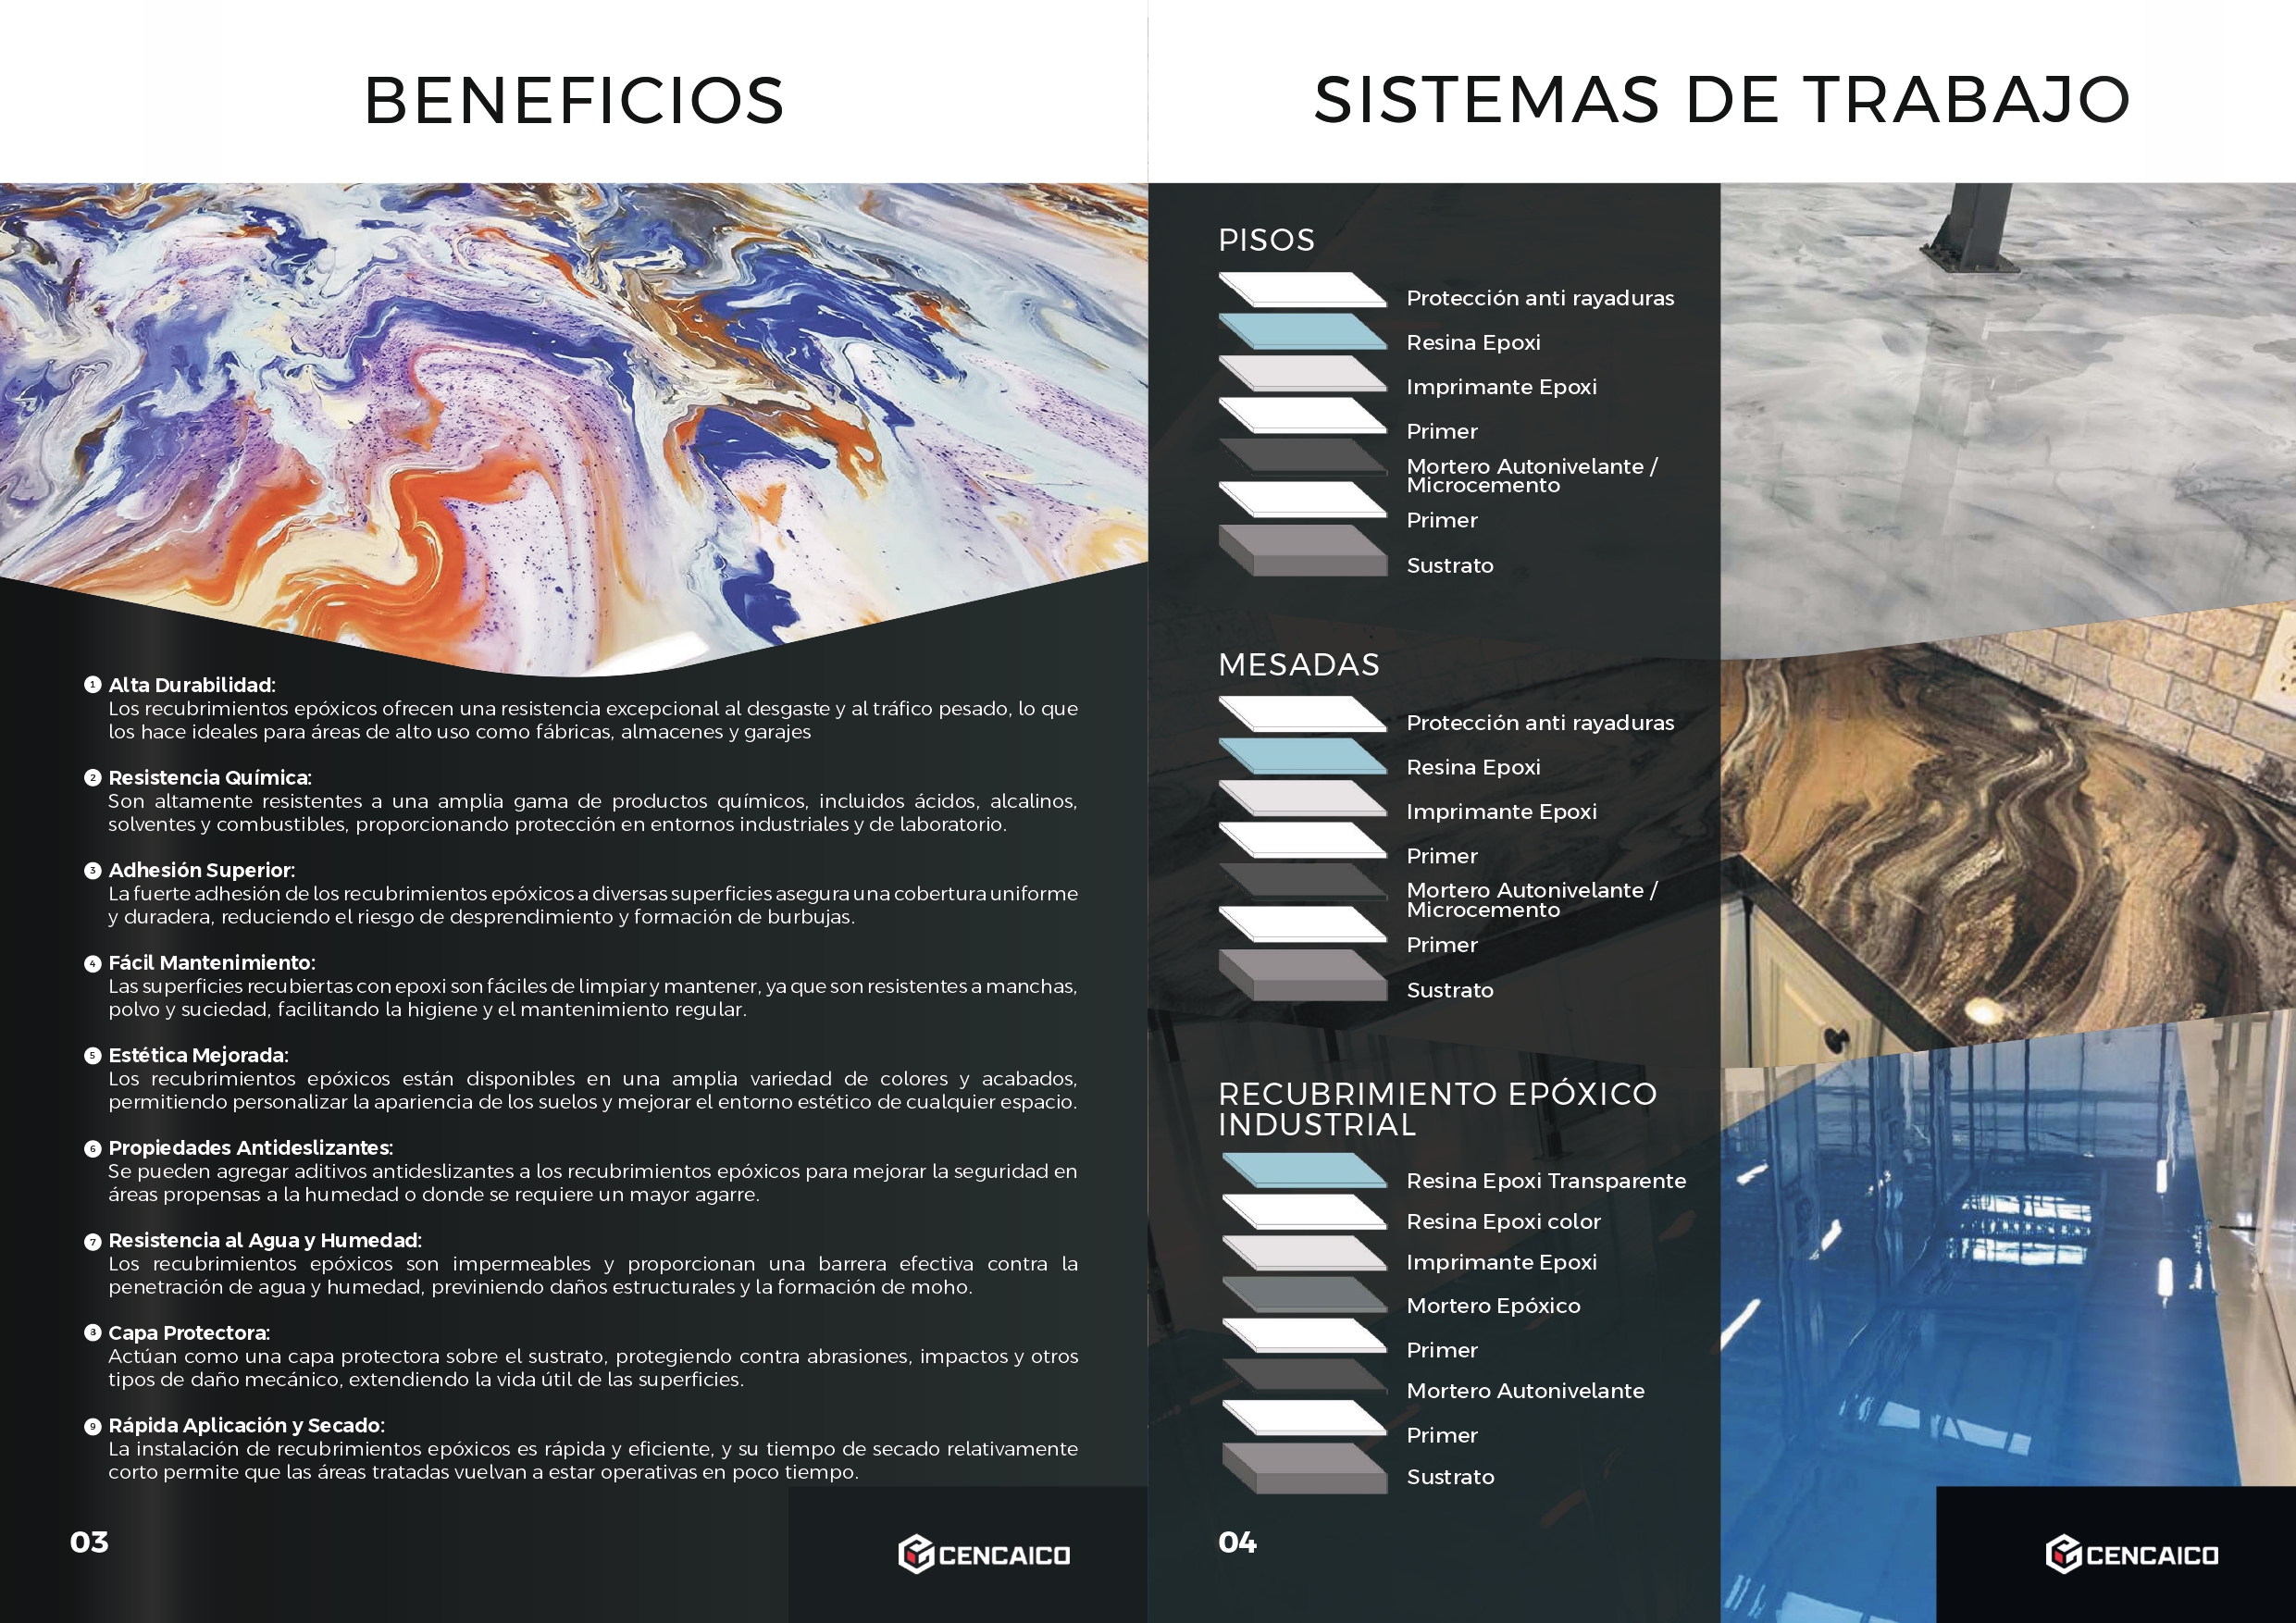 BENEFICIOS
1 Alta Durabilidad:
Los recubrimientos epóxicos ofrecen una resistencia excepcional al desgaste y al tráfico pesado, lo que
los hace ideales para áreas de alto uso como fábricas, almacenes y garajes
2 Resistencia Química:
Son altamente resistentes a una amplia gama de productos químicos, incluidos ácidos, alcalinos,
solventes y combustibles, proporcionando protección en entornos industriales y de laboratorio.
3 Adhesión Superior:
La fuerte adhesión de los recubrimientos epóxicos a diversas superficies asegura una cobertura uniforme
y duradera, reduciendo el riesgo de desprendimiento y formación de burbujas.
4 Fácil Mantenimiento:
Las superficies recubiertas con epoxi son fáciles de limpiar y mantener, ya que son resistentes a manchas,
polvo y suciedad, facilitando la higiene y el mantenimiento regular.
5 Estética Mejorada:
Los recubrimientos epóxicos están disponibles en una amplia variedad de colores y acabados,
permitiendo personalizar la apariencia de los suelos y mejorar el entorno estético de cualquier espacio.
6 Propiedades Antideslizantes:
Se pueden agregar aditivos antideslizantes a los recubrimientos epóxicos para mejorar la seguridad en
áreas propensas a la humedad o donde se requiere un mayor agarre.
7 Resistencia al Agua y Humedad:
Los recubrimientos epóxicos son impermeables y proporcionan una barrera efectiva contra la
penetración de agua y humedad, previniendo daños estructurales y la formación de moho.
8 Capa Protectora:
Actúan como una capa protectora sobre el sustrato, protegiendo contra abrasiones, impactos y otros
tipos de daño mecánico, extendiendo la vida útil de las superficies.
9 Rápida Aplicación y Secado:
La instalación de recubrimientos epóxicos es rápida y eficiente, y su tiempo de secado relativamente
corto permite que las áreas tratadas vuelvan a estar operativas en poco tiempo.
03
CENCAICO
SISTEMAS DE TRABAJO
PISOS
Protección anti rayaduras
Resina Epoxi
Imprimante Epoxi
Primer
Mortero Autonivelante /
Microcemento
Primer
Sustrato
MESADAS
Protección anti rayaduras
Resina Epoxi
Imprimante Epoxi
Primer
Mortero Autonivelante /
Microcemento
Primer
Sustrato
RECUBRIMIENTO EPÓXICO
INDUSTRIAL
Resina Epoxi Transparente
Resina Epoxi color
Imprimante Epoxi
Mortero Epóxico
Primer
Mortero Autonivelante
Primer
Sustrato
04
CENCAICO